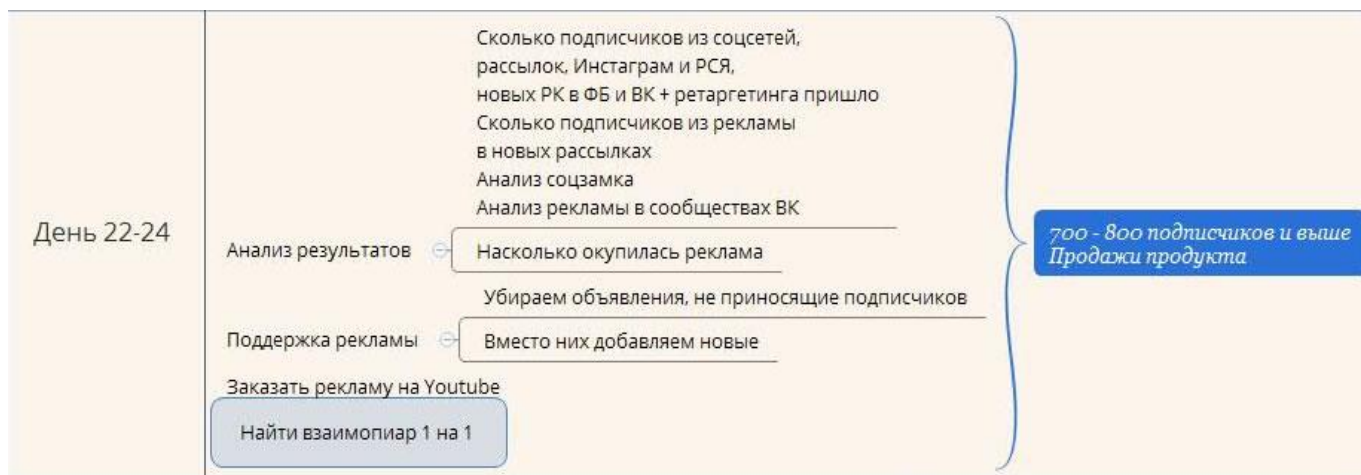 День 22-24
Сколько подписчиков из соцсетей,
рассылок, Инстаграм и РСЯ,
новых РК в ФБ и ВК + ретаргетинга пришло
Сколько подписчиков из рекламы
в новых рассылках
Анализ соцзамка
Анализ рекламы в сообществах ВК
Анализ результатов
Насколько окупилась реклама
Убираем объявления, не приносящие подписчиков
Поддержка рекламы
Вместо них добавляем новые
Заказать рекламу на Youtube
Найти взаимопиар 1 на 1
700 - 800 подписчиков и выше
Продажи продукта